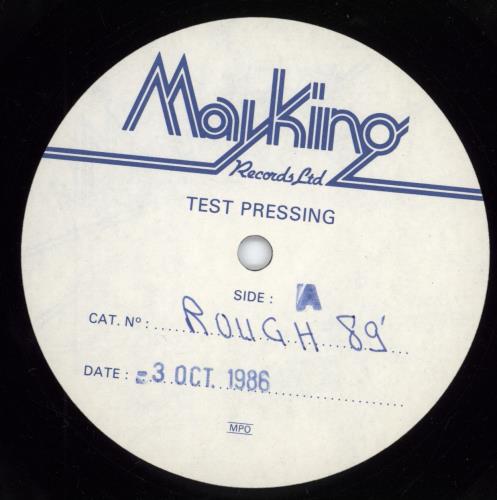 Mayking
Records Ltd
TEST PRESSING
SIDE : A
CAT. Nº : ROUGH 89'
DATE : -3 OCT. 1986
MPO